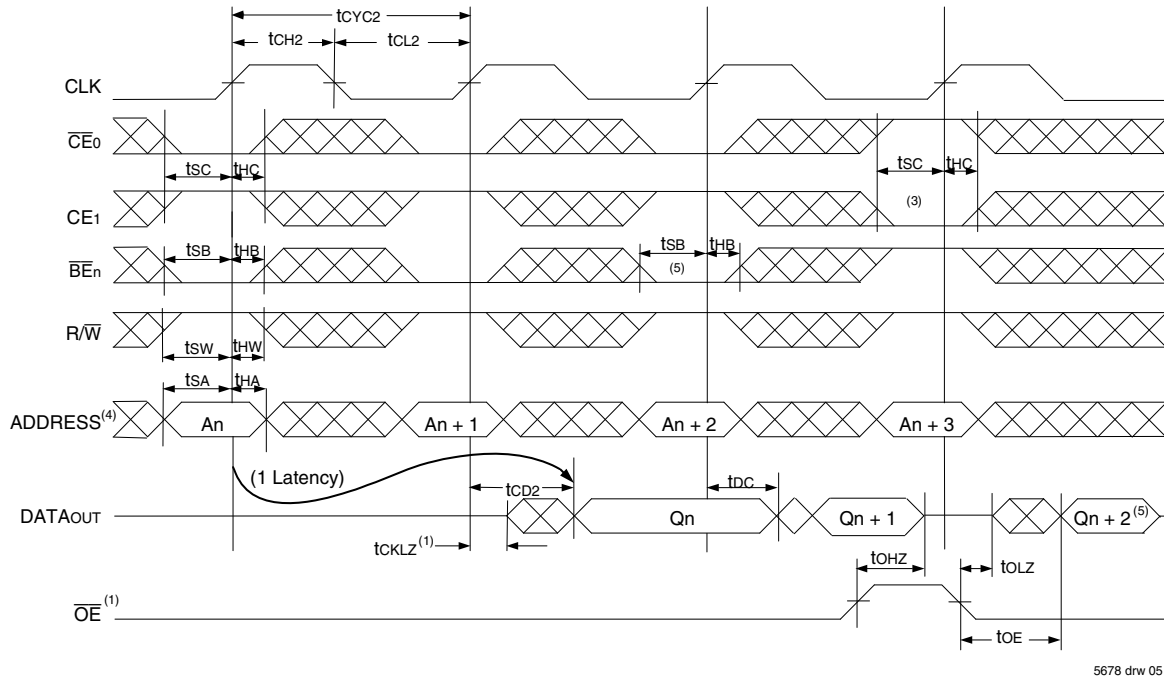 tCYC2
tCH2 tCL2
CLK
CE0
tSC tHC tSC tHC
CE1 (3)
tSB tHB tSB tHB
BEn (5)
R/W
tSW tHW
tSA tHA
ADDRESS(4) An An + 1 An + 2 An + 3
(1 Latency) tCD2 tDC
DATAOUT Qn Qn + 1 Qn + 2(5)
tCKLZ(1)
tOHZ tOLZ
OE(1)
tOE
5678 drw 05